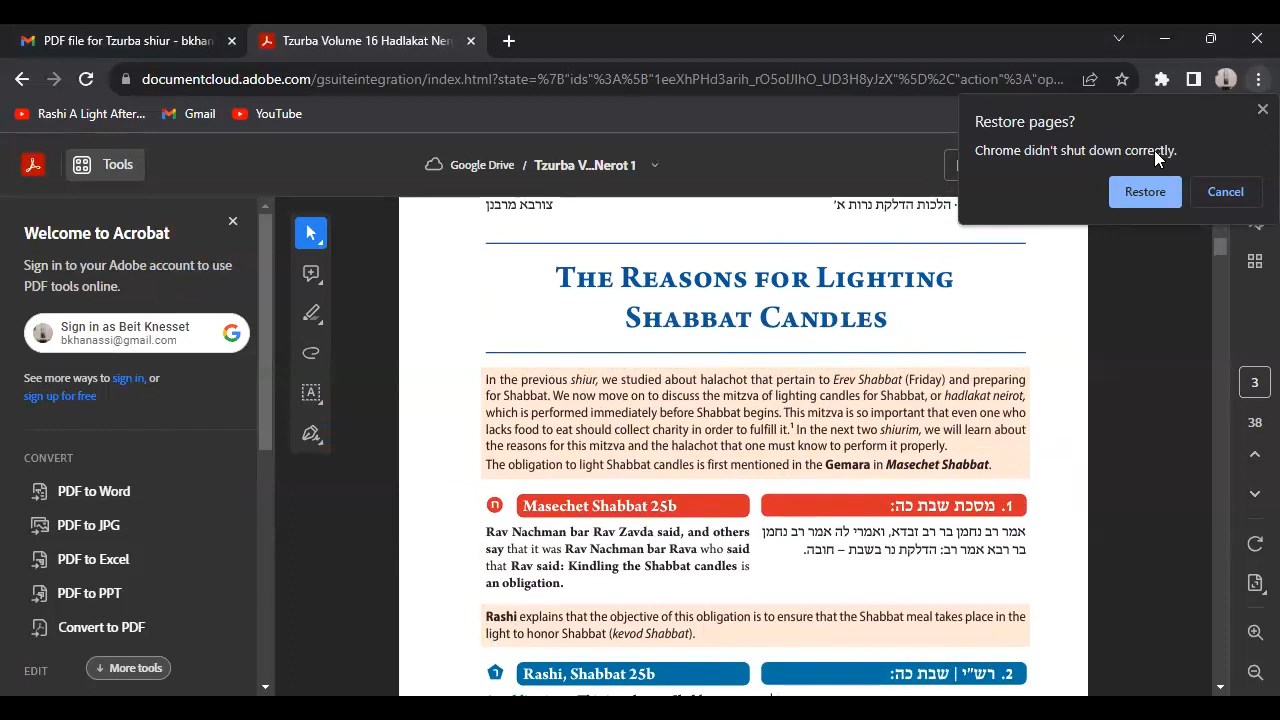 PDF file for Tzurba shiur - bkhan
Tzurba Volume 16 Hadlakat Ner
documentcloud.adobe.com/gsuiteintegration/index.html?state=%7B"ids"%3A%5B"1eeXhPHd3arih_rO5oIJIhO_UD3H8yJzX"%5D%2C"action"%3A"op...
Rashi A Light After...
Gmail
YouTube
Restore pages?
Chrome didn't shut down correctly.
Restore
Cancel
Tools
Google Drive / Tzurba V...Nerot 1
Welcome to Acrobat
Sign in to your Adobe account to use
PDF tools online.
Sign in as Beit Knesset
bkhanassi@gmail.com
See more ways to sign in, or
sign up for free
CONVERT
PDF to Word
PDF to JPG
PDF to Excel
PDF to PPT
Convert to PDF
EDIT
More tools
צורבא מרבנן
הלכות הדלקת נרות א'
THE REASONS FOR LIGHTING
SHABBAT CANDLES
In the previous shiur, we studied about halachot that pertain to Erev Shabbat (Friday) and preparing
for Shabbat. We now move on to discuss the mitzva of lighting candles for Shabbat, or hadlakat neirot,
which is performed immediately before Shabbat begins. This mitzva is so important that even one who
lacks food to eat should collect charity in order to fulfill it.1 In the next two shiurim, we will learn about
the reasons for this mitzva and the halachot that one must know to perform it properly.
The obligation to light Shabbat candles is first mentioned in the Gemara in Masechet Shabbat.
ח
Masechet Shabbat 25b
Rav Nachman bar Rav Zavda said, and others
say that it was Rav Nachman bar Rava who said
that Rav said: Kindling the Shabbat candles is
an obligation.
1. מסכת שבת כה:
אמר רב נחמן בר רב זבדא, ואמרי לה אמר רב נחמן
בר רבא אמר רב: הדלקת נר בשבת – חובה.
Rashi explains that the objective of this obligation is to ensure that the Shabbat meal takes place in the
light to honor Shabbat (kevod Shabbat).
ר
Rashi, Shabbat 25b
2. רש"י | שבת כה:
3
38